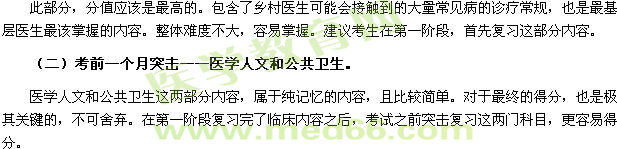 此部分，分值应该是最高的。包含了乡村医生可能会接触到的大量常见病的诊疗常规，也是最基
层医生最该掌握的内容。整体难度不大，容易掌握。建议考生在第一阶段，首先复习这部分内容。
（二）考前一个月突击——医学人文和公共卫生。
医学人文和公共卫生这两部分内容，属于纯记忆的内容，且比较简单。对于最终的得分，也是极
其关键的，不可舍弃。在第一阶段复习完了临床内容之后，考试之前突击复习这两门科目，更容易得
分。
医学教育网
www.med66.com